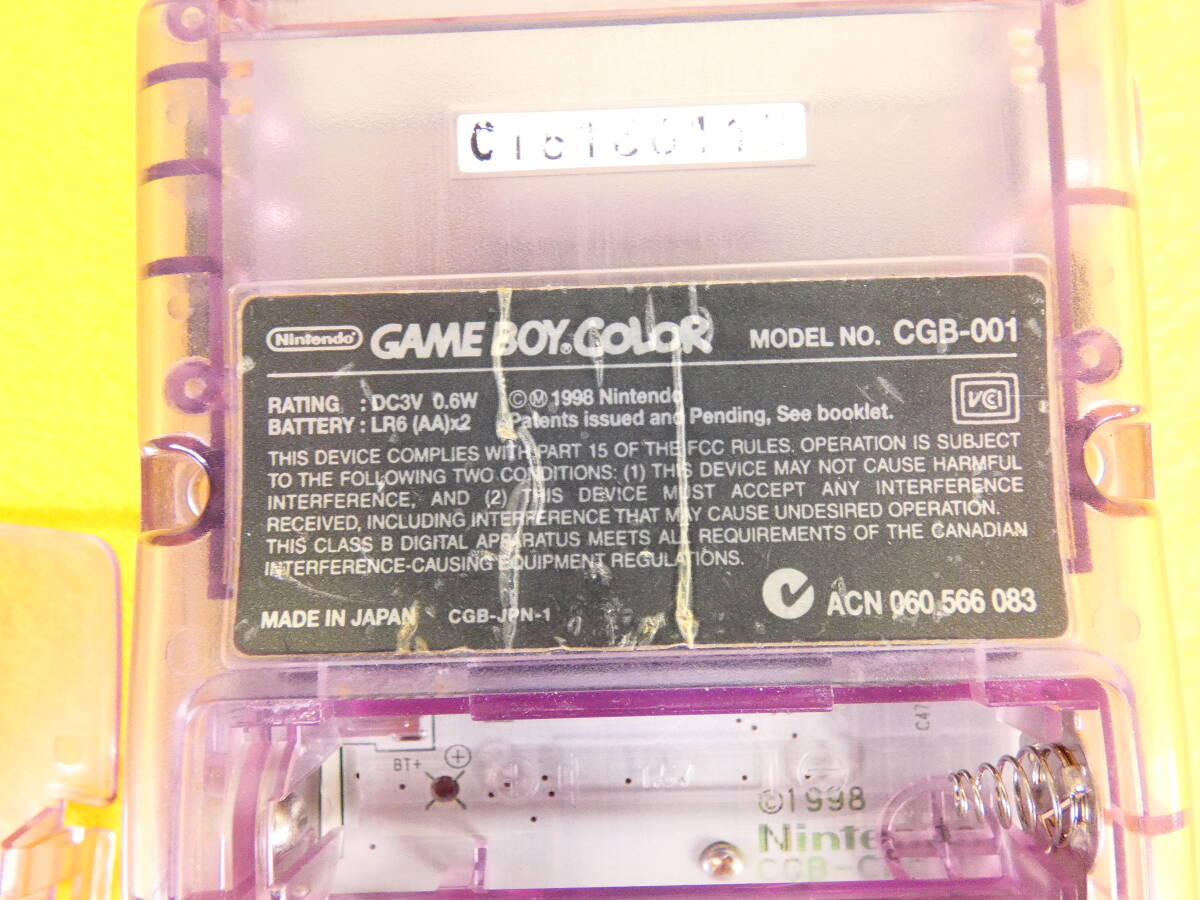 Nintendo GAME BOY COLOR MODEL NO. CGB-001
RATING : DC3V 0.6W
BATTERY : LR6 (AA)x2
©Ⓜ 1998 Nintendo
Patents issued and Pending, See booklet.
VCI
THIS DEVICE COMPLIES WITH PART 15 OF THE FCC RULES. OPERATION IS SUBJECT
TO THE FOLLOWING TWO CONDITIONS: (1) THIS DEVICE MAY NOT CAUSE HARMFUL
INTERFERENCE, AND (2) THIS DEVICE MUST ACCEPT ANY INTERFERENCE
RECEIVED, INCLUDING INTERFERENCE THAT MAY CAUSE UNDESIRED OPERATION.
THIS CLASS B DIGITAL APPARATUS MEETS ALL REQUIREMENTS OF THE CANADIAN
INTERFERENCE-CAUSING EQUIPMENT REGULATIONS.
MADE IN JAPAN CGB-JPN-1 ACN 060 566 083
C47
BT+
©1998